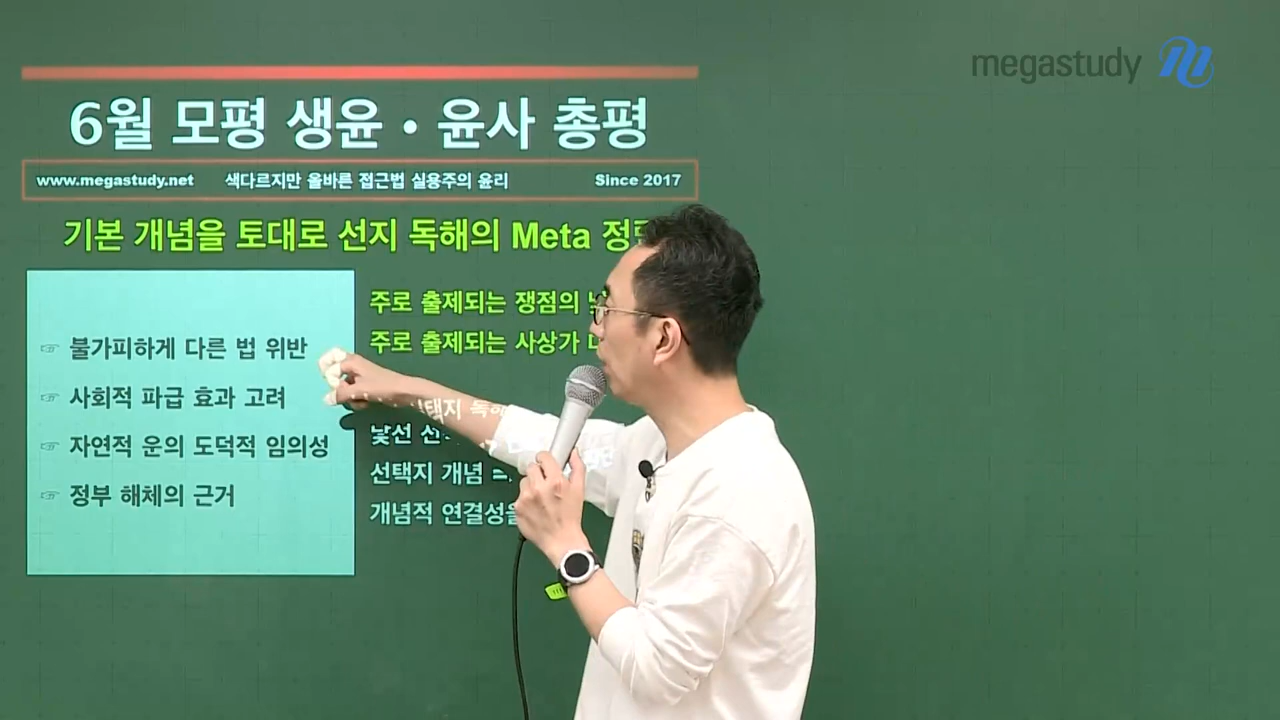 megastudy
6월 모평 생윤 • 윤사 총평
www.megastudy.net 색다르지만 올바른 접근법 실용주의 윤리 Since 2017
기본 개념을 토대로 선지 독해의 Meta
☞ 불가피하게 다른 법 위반
☞ 사회적 파급 효과 고려
☞ 자연적 운의 도덕적 임의성
☞ 정부 해체의 근거
주로 출제되는 쟁점의
주로 출제되는 사상가
낯선
선택지 개념
개념적 연결성을